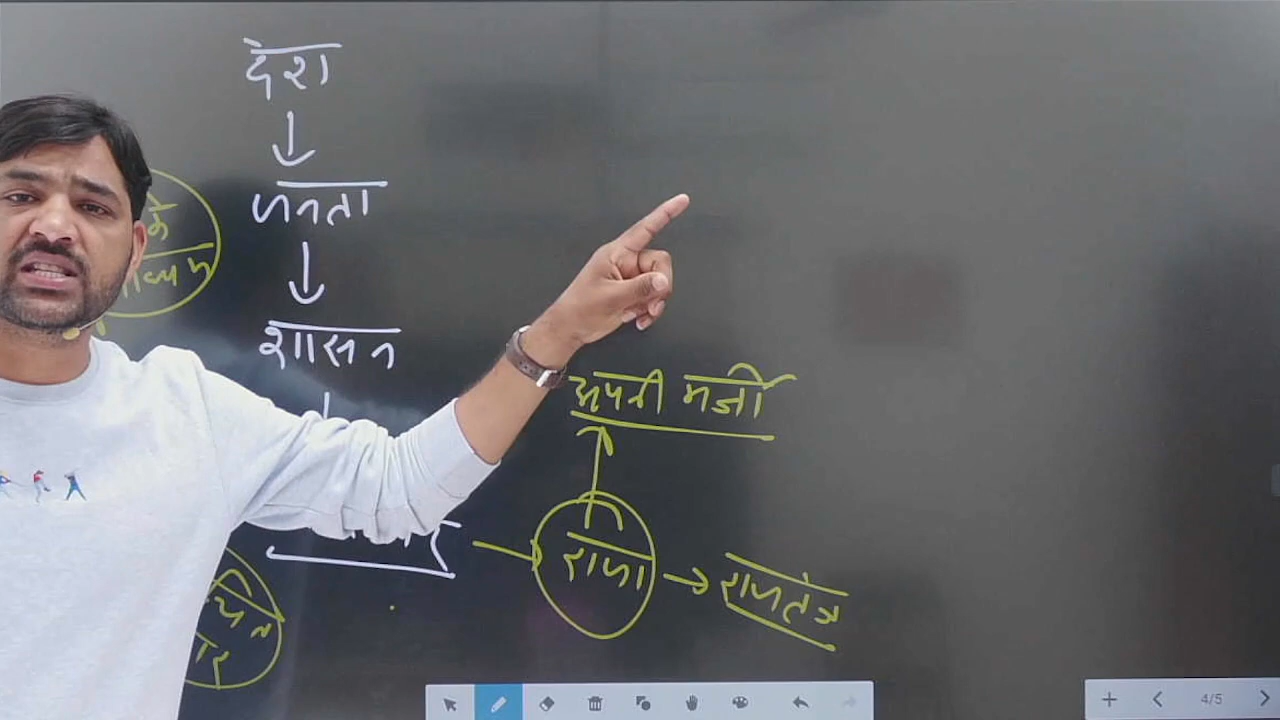 देश
जनता
के
शासन
अपनी मर्जी
राजा
राजतंत्र
4/5